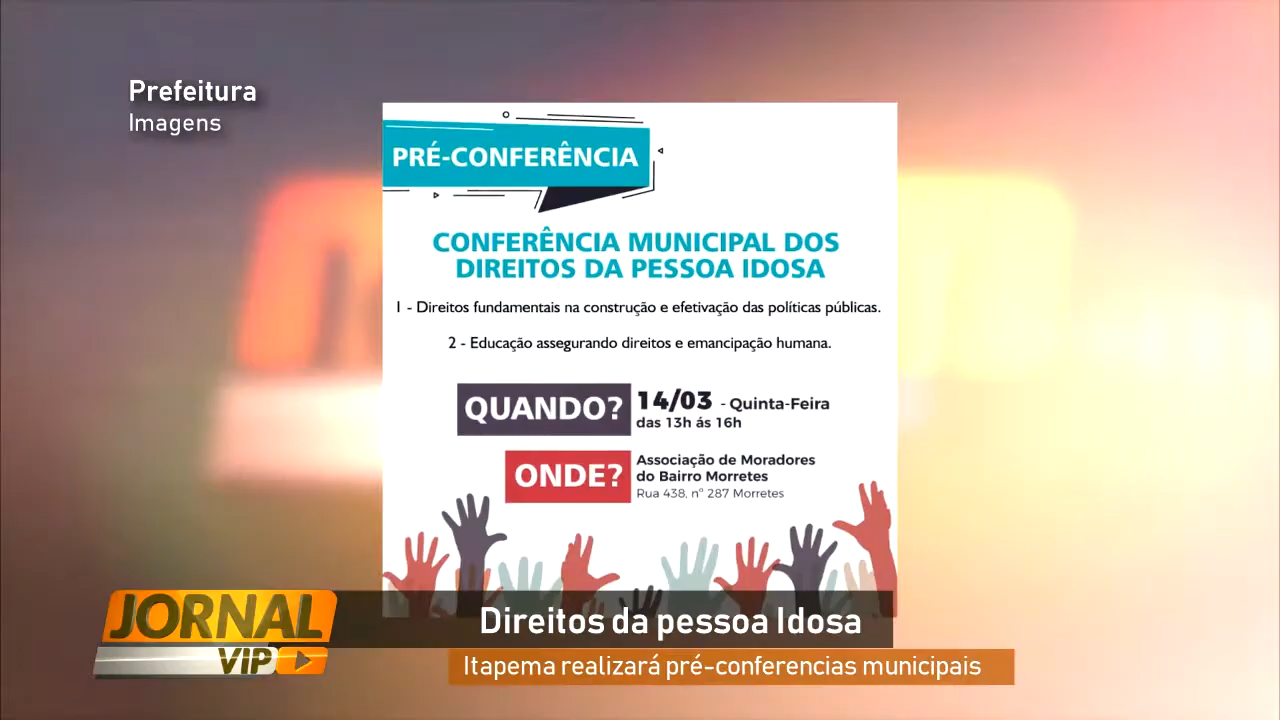 Prefeitura
Imagens
PRÉ-CONFERÊNCIA
CONFERÊNCIA MUNICIPAL DOS
DIREITOS DA PESSOA IDOSA
1 - Direitos fundamentais na construção e efetivação das políticas públicas.
2 - Educação assegurando direitos e emancipação humana.
QUANDO?
14/03 - Quinta-Feira
das 13h ás 16h
ONDE?
Associação de Moradores
do Bairro Morretes
Rua 438, nº 287 Morretes
JORNAL
VIP
Direitos da pessoa Idosa
Itapema realizará pré-conferencias municipais